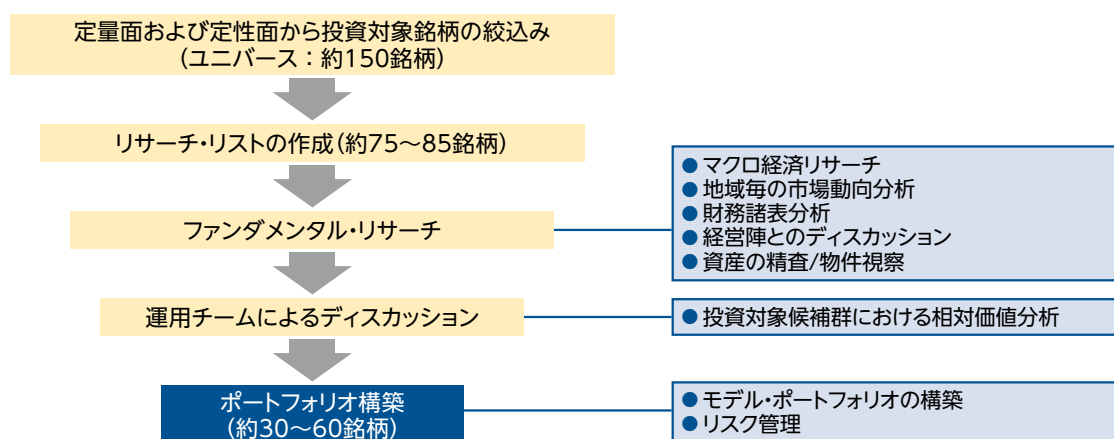 定量面および定性面から投資対象銘柄の絞込み
(ユニバース：約150銘柄)
リサーチ・リストの作成(約75～85銘柄)
ファンダメンタル・リサーチ
● マクロ経済リサーチ
● 地域毎の市場動向分析
● 財務諸表分析
● 経営陣とのディスカッション
● 資産の精査/物件視察
運用チームによるディスカッション
● 投資対象候補群における相対価値分析
ポートフォリオ構築
(約30～60銘柄)
● モデル・ポートフォリオの構築
● リスク管理